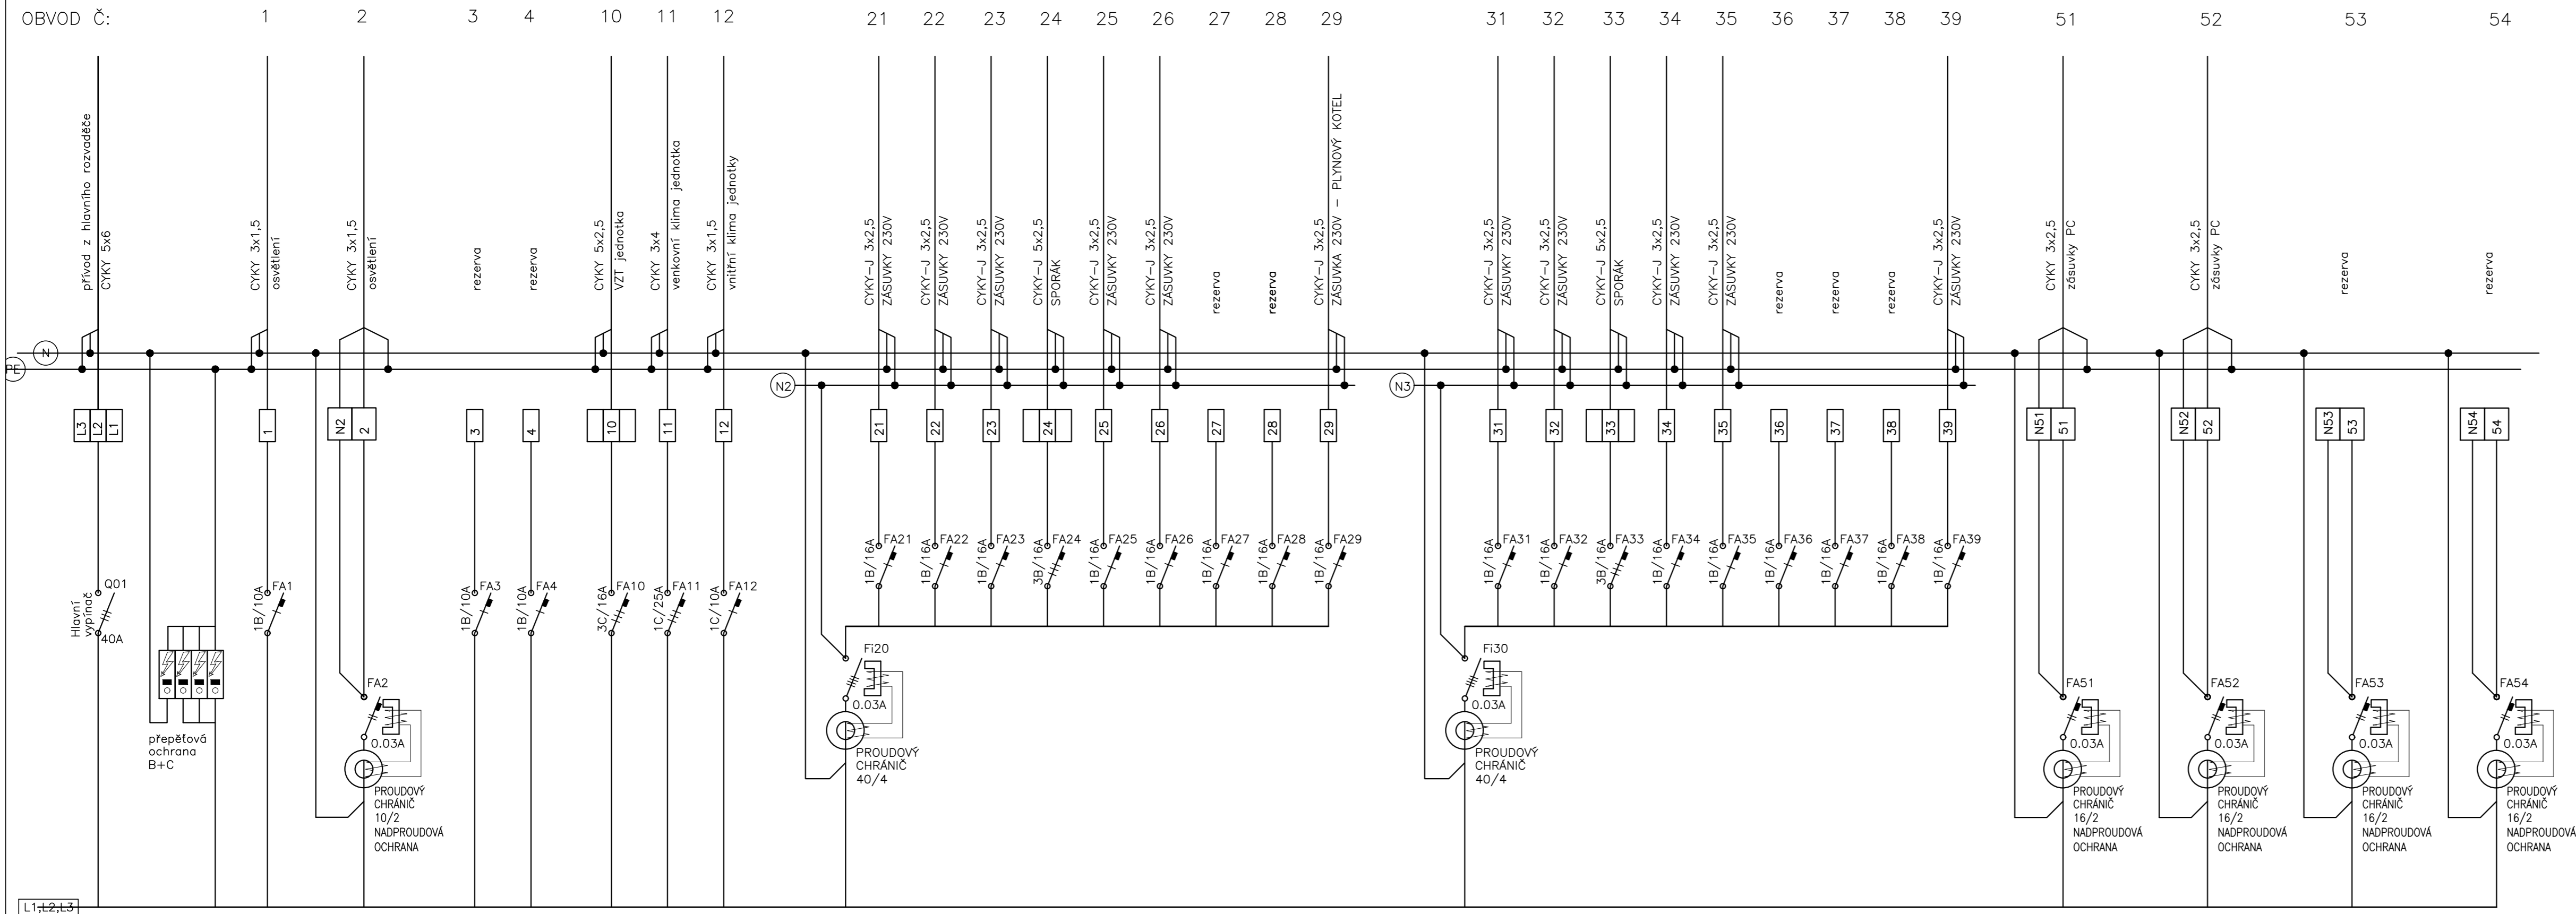 OBVOD Č:
1
2
3
4
10
11
12
21
22
23
24
25
26
27
28
29
31
32
33
34
35
36
37
38
39
51
52
53
54
přívod z hlavního rozvaděče
CYKY 5x6
CYKY 3x1,5
osvětlení
CYKY 3x1,5
osvětlení
rezerva
rezerva
CYKY 5x2,5
VZT jednotka
CYKY 3x4
venkovní klima jednotka
CYKY 3x1,5
vnitřní klima jednotky
CYKY-J 3x2,5
ZÁSUVKY 230V
CYKY-J 3x2,5
ZÁSUVKY 230V
CYKY-J 3x2,5
ZÁSUVKY 230V
CYKY-J 5x2,5
SPORÁK
CYKY-J 3x2,5
ZÁSUVKY 230V
CYKY-J 3x2,5
ZÁSUVKY 230V
rezerva
rezerva
CYKY-J 3x2,5
ZÁSUVKA 230V - PLYNOVÝ KOTEL
CYKY-J 3x2,5
ZÁSUVKY 230V
CYKY-J 3x2,5
ZÁSUVKY 230V
CYKY-J 5x2,5
SPORÁK
CYKY-J 3x2,5
ZÁSUVKY 230V
CYKY-J 3x2,5
ZÁSUVKY 230V
rezerva
rezerva
rezerva
CYKY-J 3x2,5
ZÁSUVKY 230V
CYKY 3x2,5
zásuvky PC
CYKY 3x2,5
zásuvky PC
rezerva
rezerva
N
PE
N2
N3
L3
L2
L1
1
N2
2
3
4
10
11
12
21
22
23
24
25
26
27
28
29
31
32
33
34
35
36
37
38
39
N51
51
N52
52
N53
53
N54
54
1B/16A
FA21
1B/16A
FA22
1B/16A
FA23
3B/16A
FA24
1B/16A
FA25
1B/16A
FA26
1B/16A
FA27
1B/16A
FA28
1B/16A
FA29
1B/16A
FA31
1B/16A
FA32
3B/16A
FA33
1B/16A
FA34
1B/16A
FA35
1B/16A
FA36
1B/16A
FA37
1B/16A
FA38
1B/16A
FA39
Hlavní
vypínač
Q01
40A
1B/10A
FA1
1B/10A
FA3
1B/10A
FA4
3C/16A
FA10
1C/25A
FA11
1C/10A
FA12
přepěťová
ochrana
B+C
FA2
0.03A
PROUDOVÝ
CHRÁNIČ
10/2
NADPROUDOVÁ
OCHRANA
Fi20
0.03A
PROUDOVÝ
CHRÁNIČ
40/4
Fi30
0.03A
PROUDOVÝ
CHRÁNIČ
40/4
FA51
0.03A
PROUDOVÝ
CHRÁNIČ
16/2
NADPROUDOVÁ
OCHRANA
FA52
0.03A
PROUDOVÝ
CHRÁNIČ
16/2
NADPROUDOVÁ
OCHRANA
FA53
0.03A
PROUDOVÝ
CHRÁNIČ
16/2
NADPROUDOVÁ
OCHRANA
FA54
0.03A
PROUDOVÝ
CHRÁNIČ
16/2
NADPROUDOVÁ
OCHRANA
L1,L2,L3